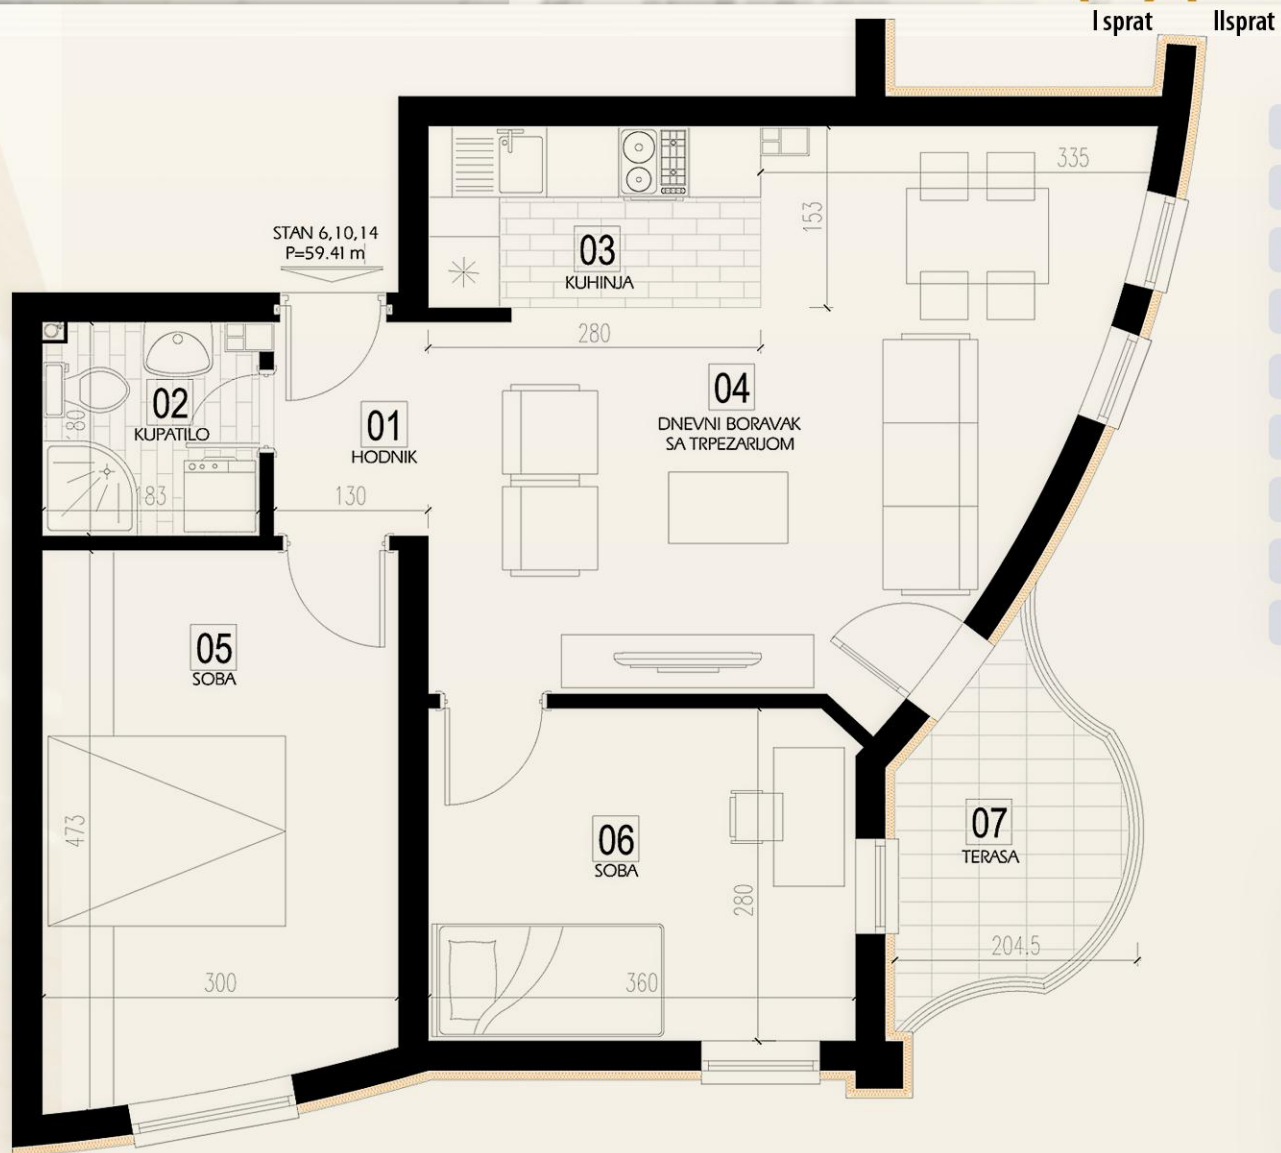 I sprat
IIsprat
335
153
STAN 6,10,14
P=59.41 m
03
KUHINJA
280
04
DNEVNI BORAVAK
SA TRPEZARIJOM
02
KUPATILO
180
01
HODNIK
183
130
05
SOBA
473
300
06
SOBA
280
360
07
TERASA
204.5